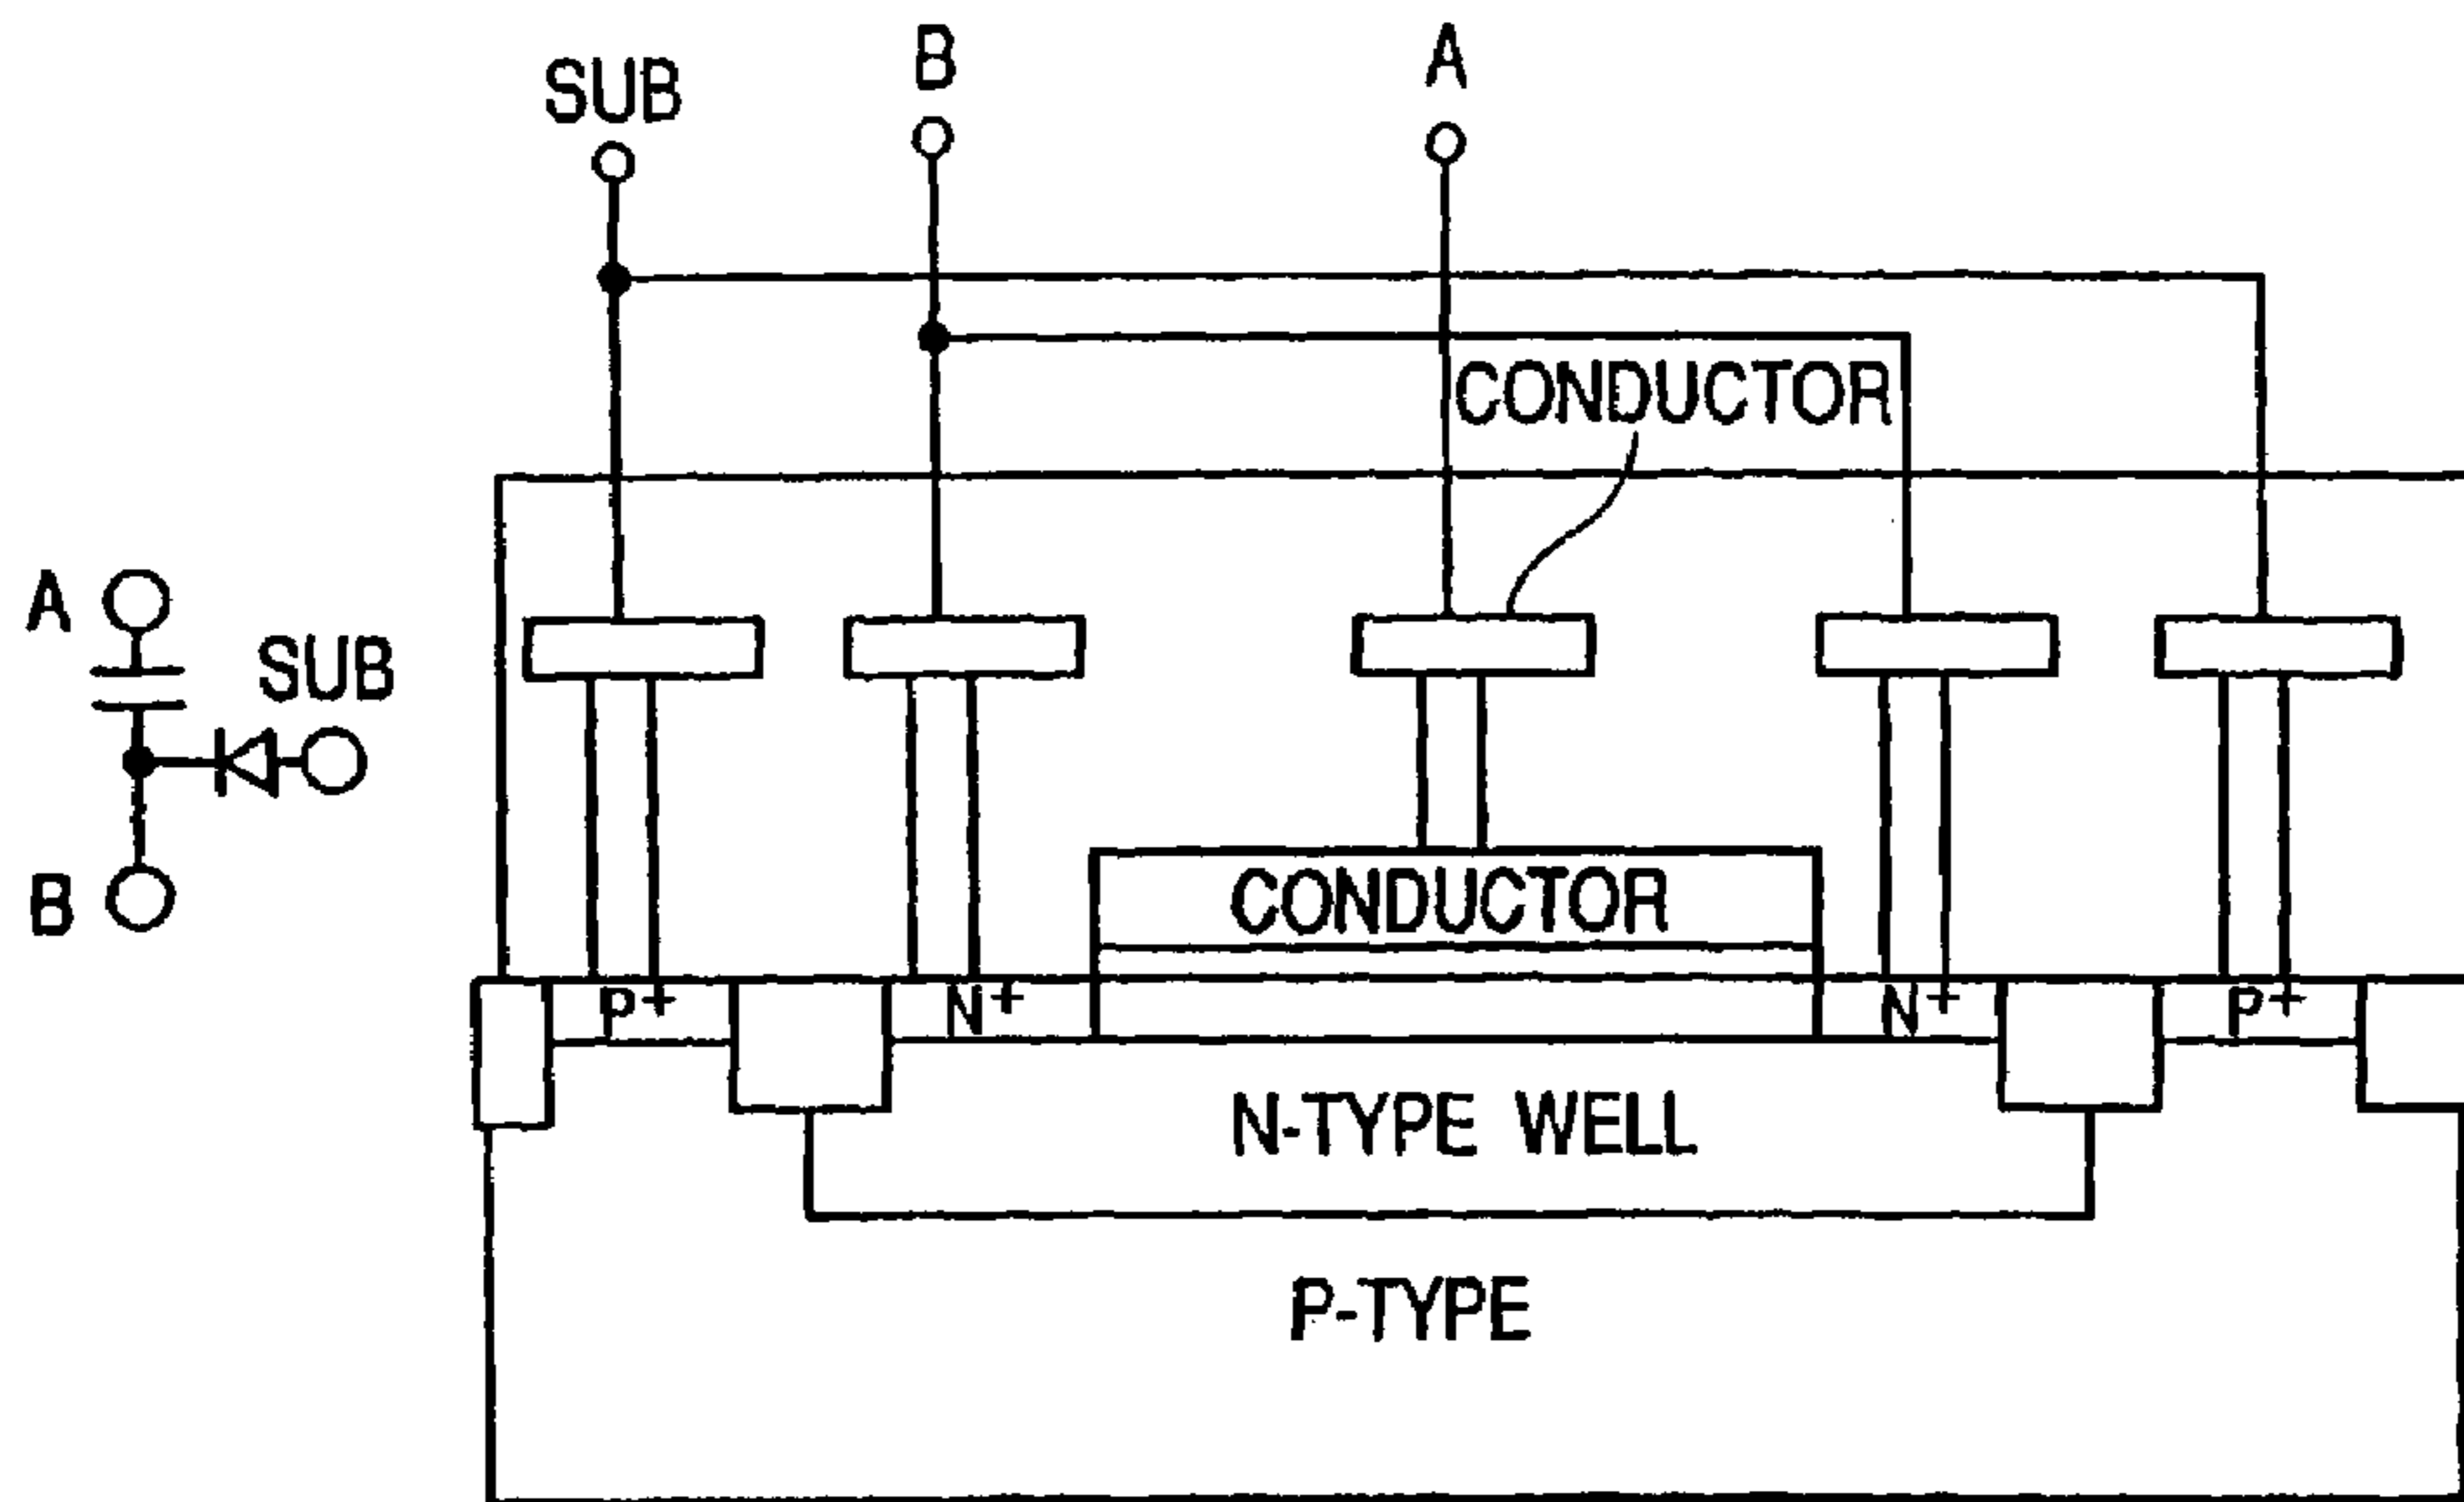 SUB
B
A
CONDUCTOR
A
SUB
B
CONDUCTOR
P+
N+
N+
P+
N-TYPE WELL
P-TYPE